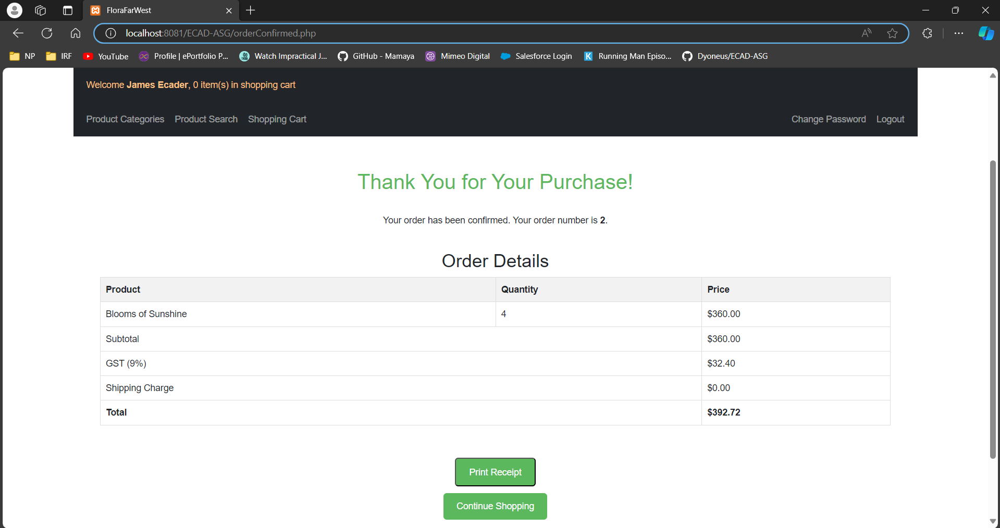 FloraFarWest
localhost:8081/ECAD-ASG/orderConfirmed.php
NP IRF YouTube Profile | ePortfolio P... Watch Impractical J... GitHub - Mamaya Mimeo Digital Salesforce Login Running Man Episo... Dyoneus/ECAD-ASG
Welcome James Ecader, 0 item(s) in shopping cart
Product Categories Product Search Shopping Cart Change Password Logout
Thank You for Your Purchase!
Your order has been confirmed. Your order number is 2.
Order Details
Product Quantity Price
Blooms of Sunshine 4 $360.00
Subtotal $360.00
GST (9%) $32.40
Shipping Charge $0.00
Total $392.72
Print Receipt
Continue Shopping